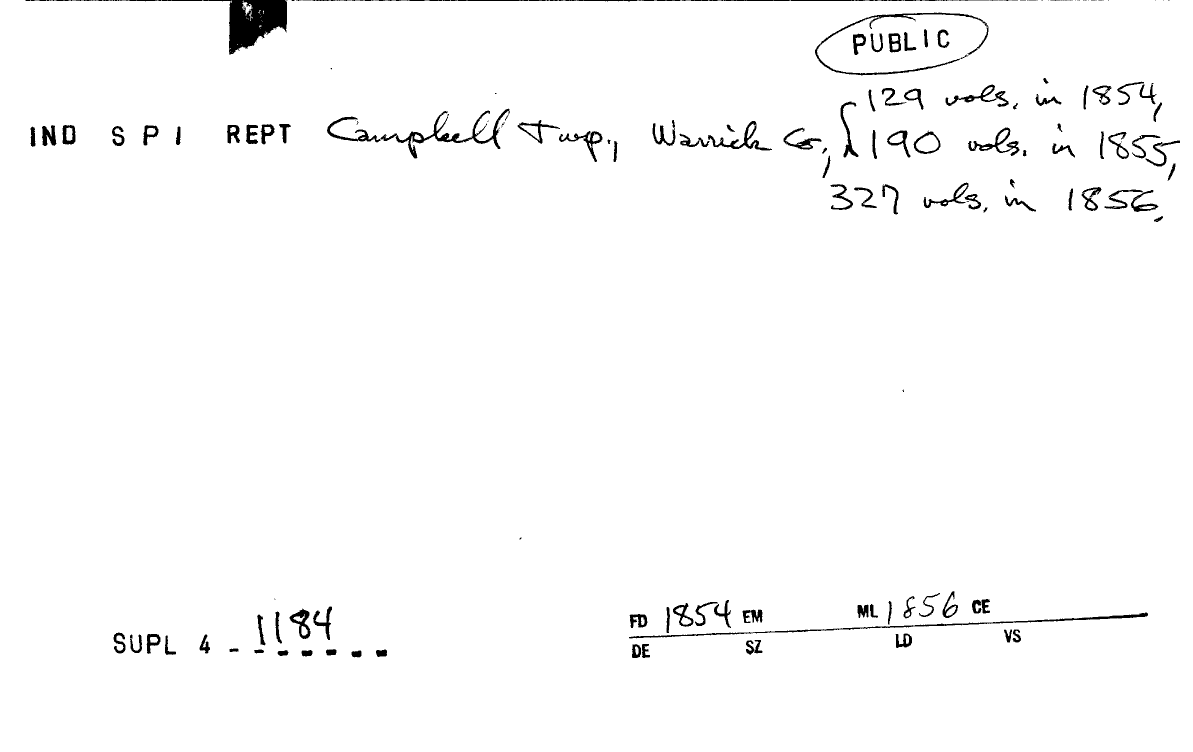 PUBLIC
129 vols. in 1854,
IND S P I REPT Campbell Twp., Warrick Co., 190 vols. in 1855,
327 vols. in 1856.
SUPL 4 - 1184
FD 1854 EM ML 1856 CE
DE SZ LD VS